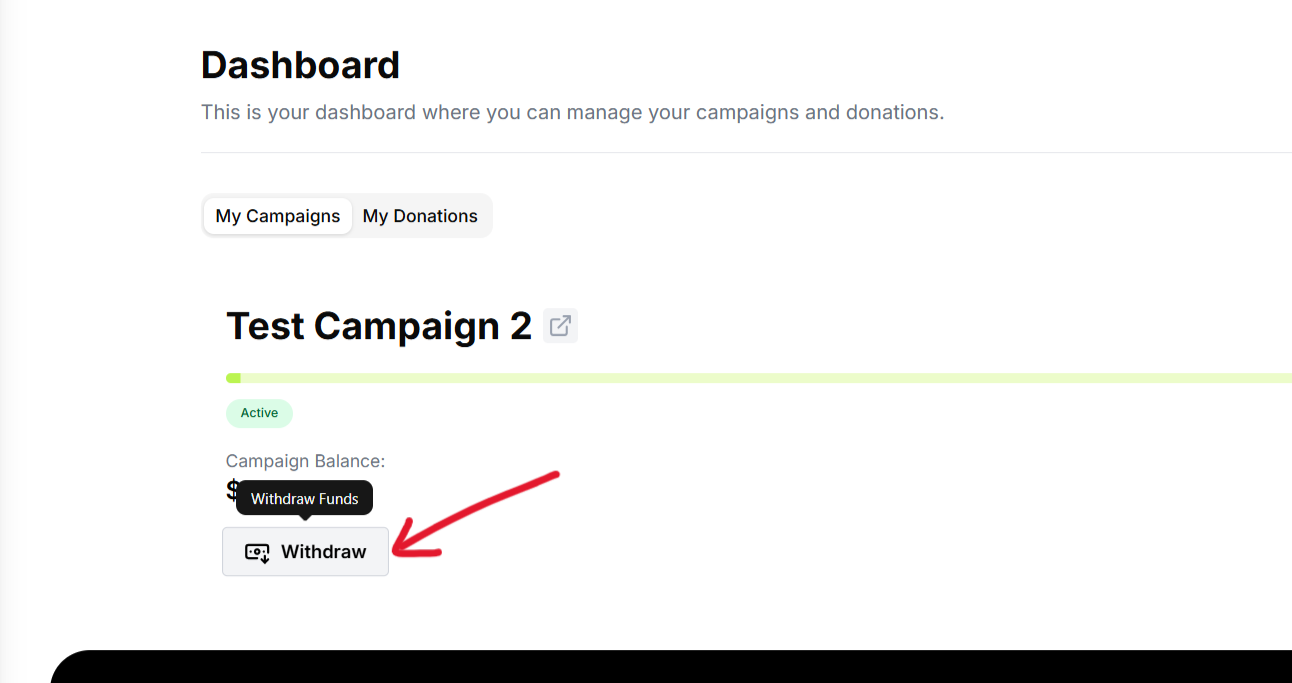 Dashboard
This is your dashboard where you can manage your campaigns and donations.
My Campaigns My Donations
Test Campaign 2
Active
Campaign Balance:
$
Withdraw Funds
Withdraw